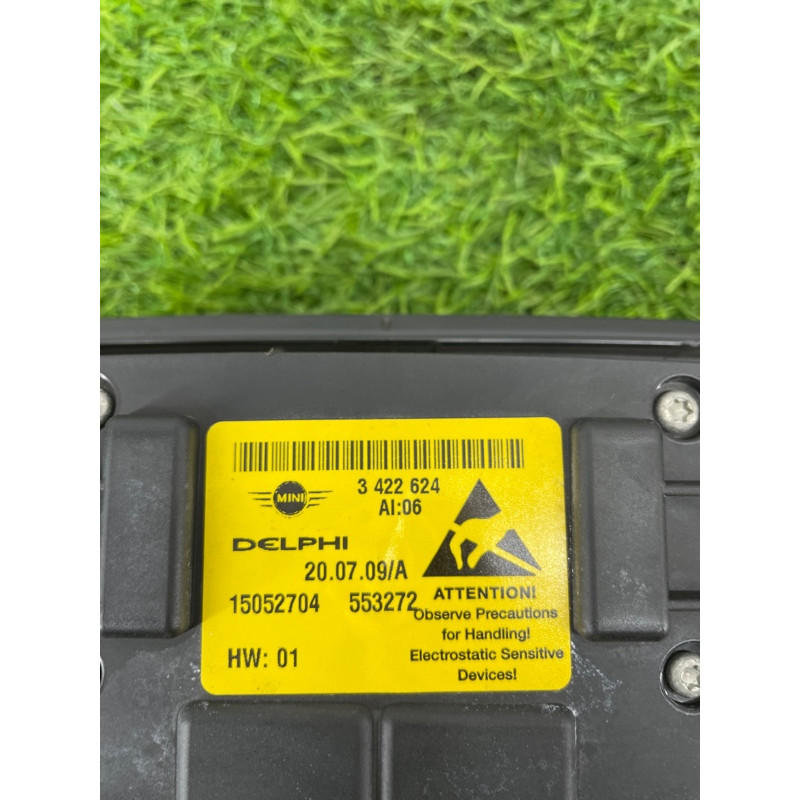 3 422 624
MINI
AI:06
DELPHI
20.07.09/A
15052704 553272
HW: 01
ATTENTION!
Observe Precautions
for Handling!
Electrostatic Sensitive
Devices!